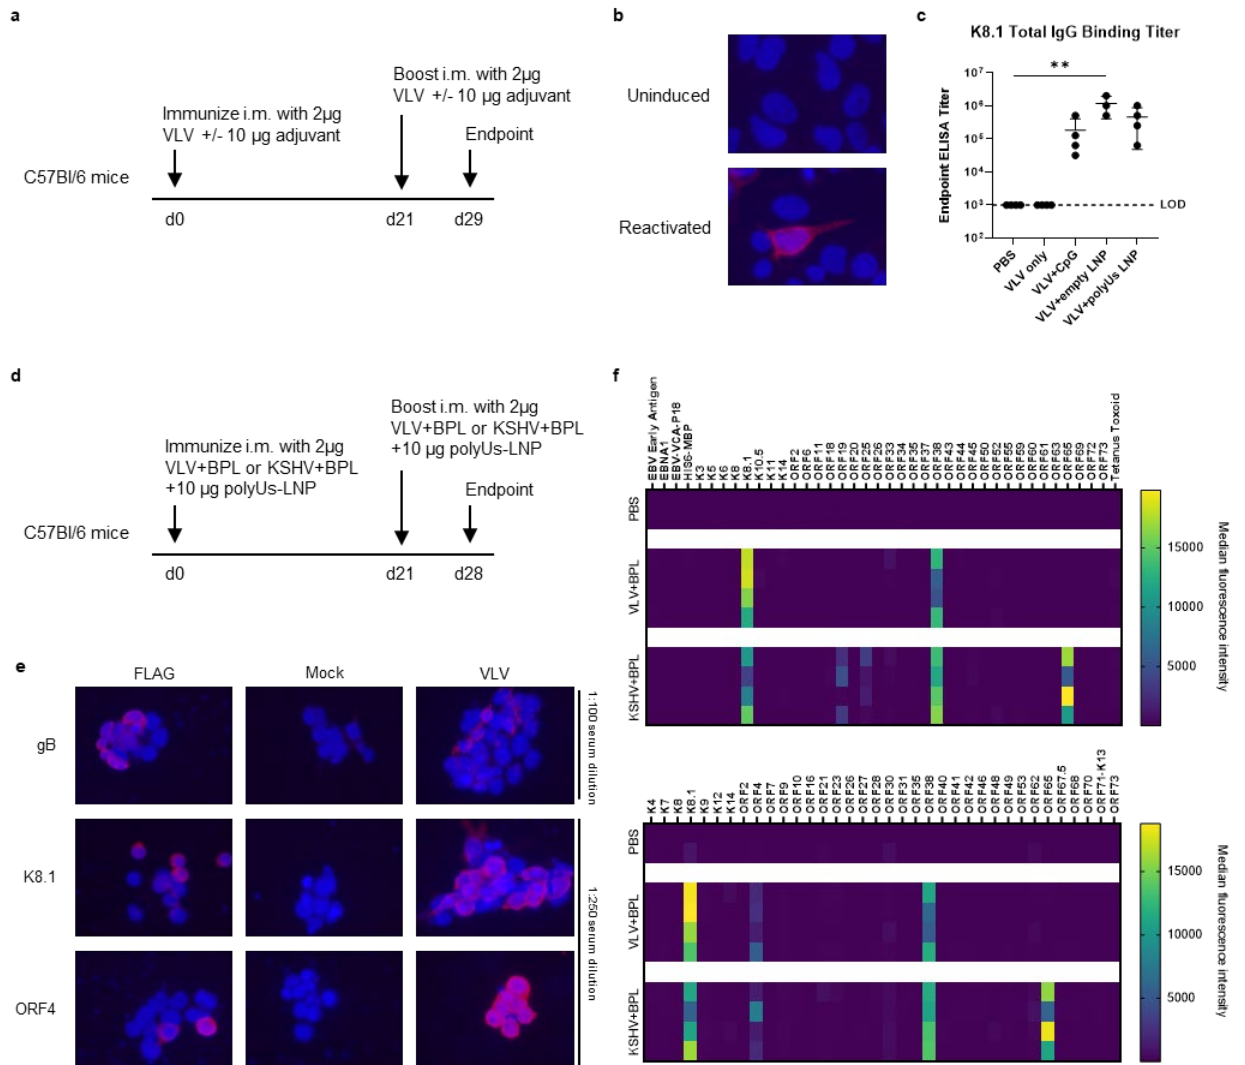 a
Immunize i.m. with 2µg
VLV +/- 10 µg adjuvant
Boost i.m. with 2µg
VLV +/- 10 µg adjuvant
Endpoint
C57Bl/6 mice
d0
d21
d29
b
Uninduced
Reactivated
c
K8.1 Total IgG Binding Titer
**
Endpoint ELISA Titer
10⁷
10⁶
10⁵
10⁴
10³
10²
LOD
PBS
VLV only
VLV+CpG
VLV+empty LNP
VLV+polyUs LNP
d
Immunize i.m. with 2µg
VLV+BPL or KSHV+BPL
+10 µg polyUs-LNP
Boost i.m. with 2µg
VLV+BPL or KSHV+BPL
+10 µg polyUs-LNP
Endpoint
C57Bl/6 mice
d0
d21
d28
e
FLAG
Mock
VLV
gB
K8.1
ORF4
1:100 serum dilution
1:250 serum dilution
f
EBV Early Antigen
EBNA1
EBV-VCA-P18
HIS6-MBP
K3
K5
K6
K8
K8.1
K10.5
K11
K14
ORF2
ORF6
ORF11
ORF18
ORF19
ORF20
ORF25
ORF26
ORF33
ORF34
ORF35
ORF37
ORF38
ORF43
ORF44
ORF45
ORF50
ORF52
ORF55
ORF59
ORF60
ORF61
ORF63
ORF65
ORF69
ORF72
ORF73
Tetanus Toxoid
PBS
VLV+BPL
KSHV+BPL
15000
10000
5000
Median fluorescence intensity
K4
K7
K8
K8.1
K9
K12
K14
ORF2
ORF4
ORF7
ORF9
ORF10
ORF16
ORF21
ORF23
ORF26
ORF27
ORF28
ORF30
ORF31
ORF35
ORF38
ORF40
ORF41
ORF42
ORF46
ORF48
ORF49
ORF53
ORF62
ORF65
ORF67.5
ORF68
ORF70
ORF71-K13
ORF73
PBS
VLV+BPL
KSHV+BPL
15000
10000
5000
Median fluorescence intensity